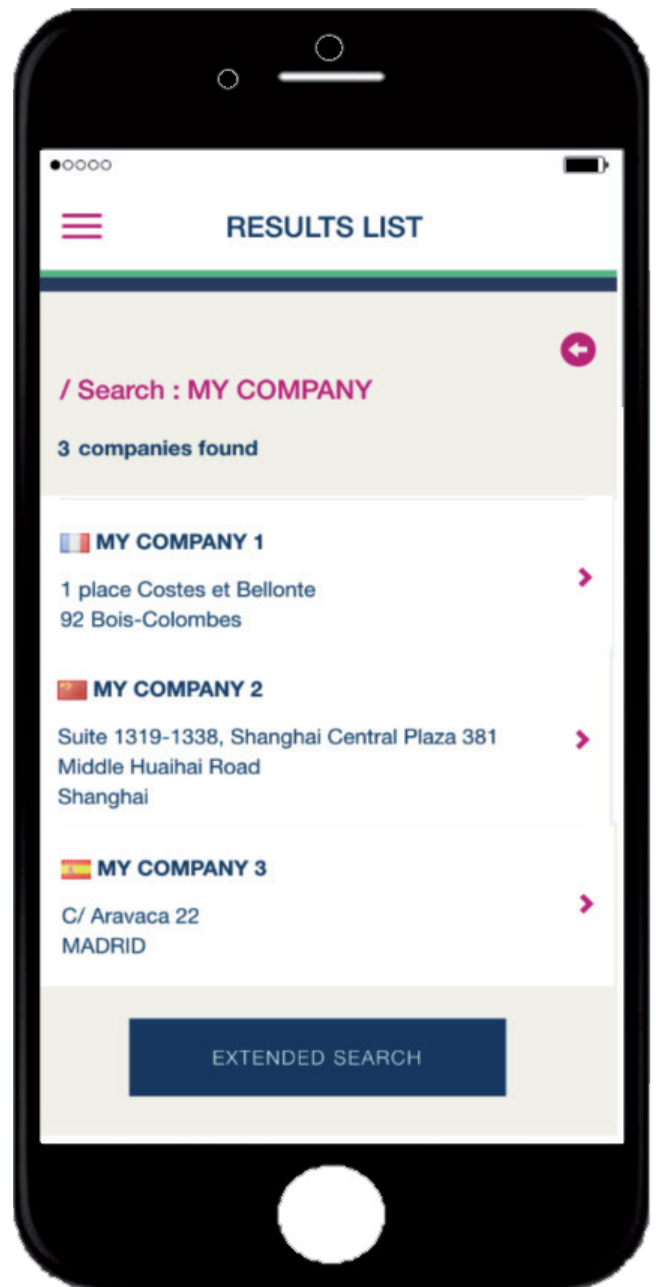 RESULTS LIST
/ Search : MY COMPANY
3 companies found
MY COMPANY 1
1 place Costes et Bellonte
92 Bois-Colombes
MY COMPANY 2
Suite 1319-1338, Shanghai Central Plaza 381
Middle Huaihai Road
Shanghai
MY COMPANY 3
C/ Aravaca 22
MADRID
EXTENDED SEARCH